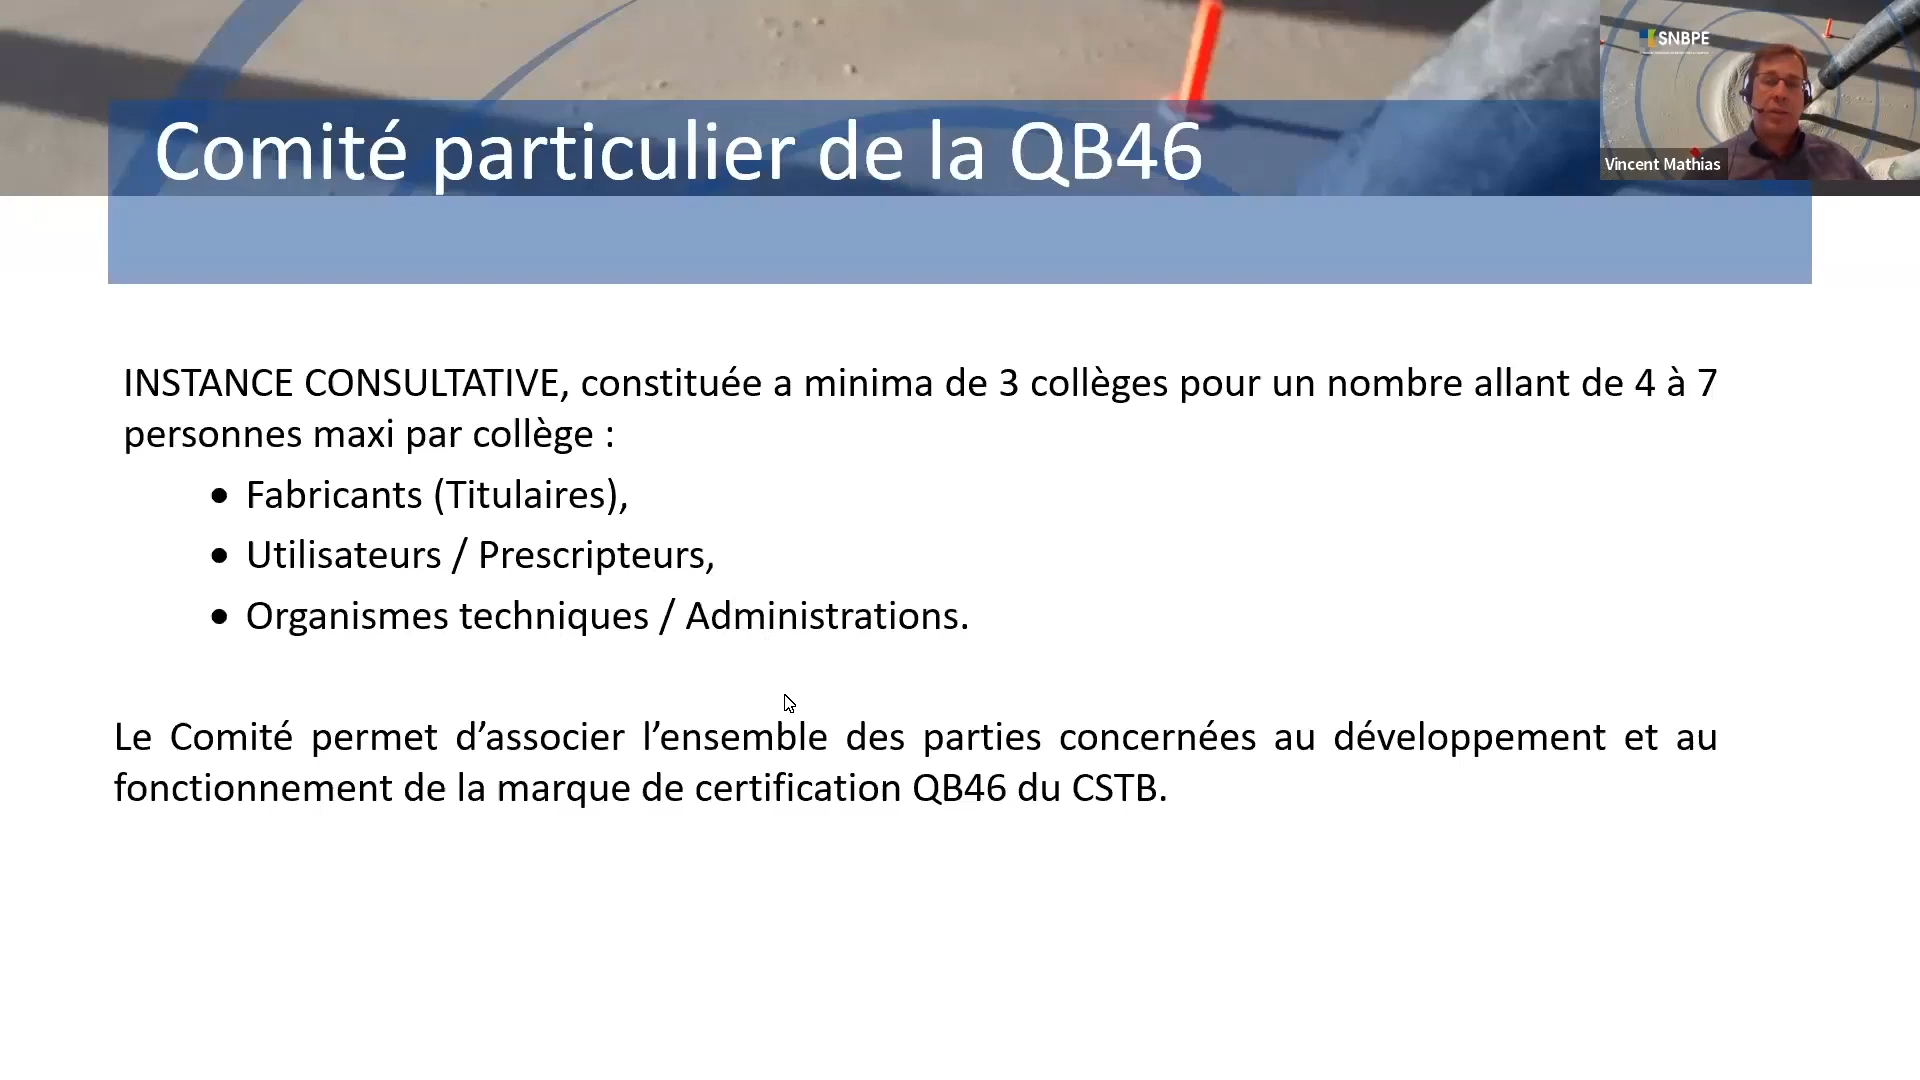 Comité particulier de la QB46
SNBPE
Vincent Mathias
INSTANCE CONSULTATIVE, constituée a minima de 3 collèges pour un nombre allant de 4 à 7
personnes maxi par collège :
• Fabricants (Titulaires),
• Utilisateurs / Prescripteurs,
• Organismes techniques / Administrations.
Le Comité permet d’associer l’ensemble des parties concernées au développement et au
fonctionnement de la marque de certification QB46 du CSTB.